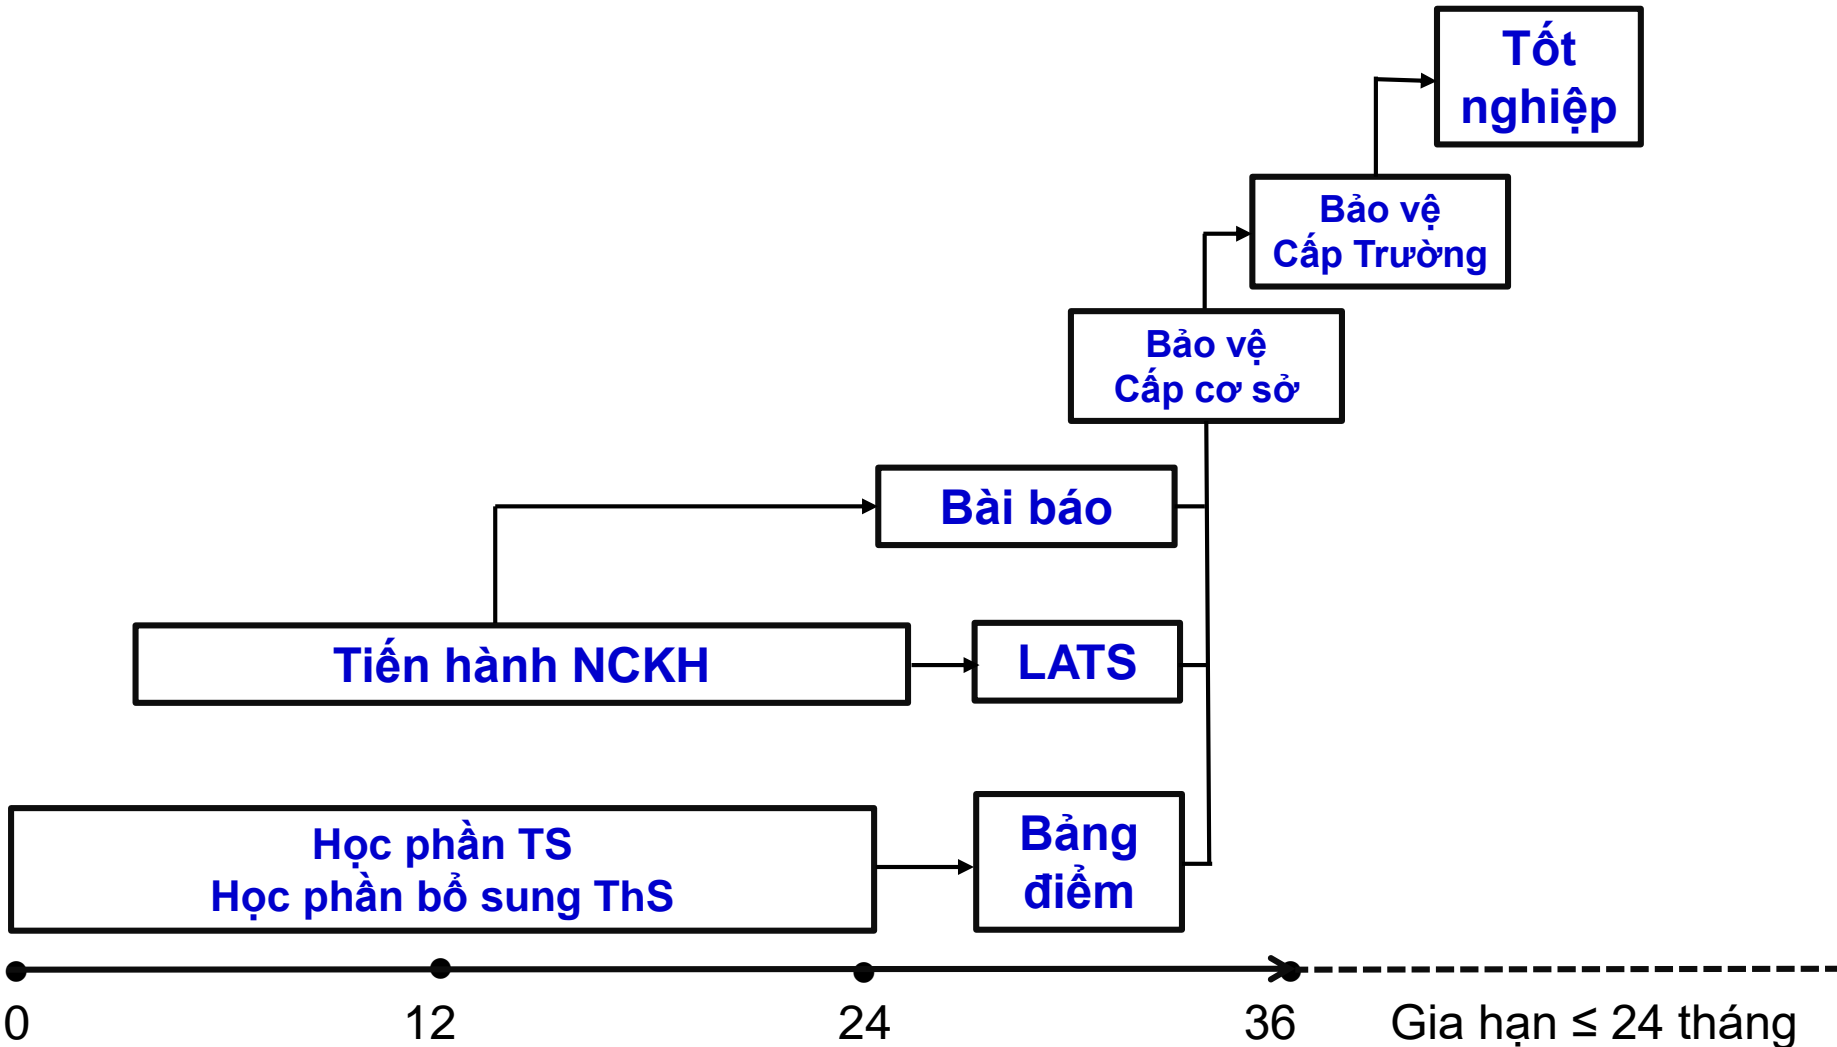 Tốt
nghiệp
Bảo vệ
Cấp Trường
Bảo vệ
Cấp cơ sở
Bài báo
Tiến hành NCKH
LATS
Học phần TS
Học phần bổ sung ThS
Bảng
điểm
0
12
24
36
Gia hạn ≤ 24 tháng